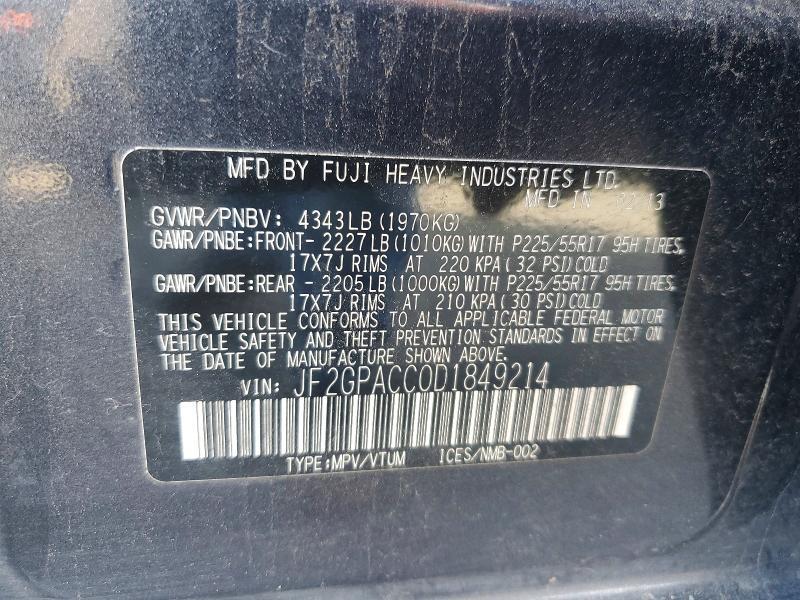 MFD BY FUJI HEAVY INDUSTRIES LTD.
MFD IN 02/13
GVWR/PNBV: 4343LB (1970KG)
GAWR/PNBE:FRONT- 2227LB (1010KG) WITH P225/55R17 95H TIRES,
17X7J RIMS AT 220 KPA (32 PSI) COLD
GAWR/PNBE:REAR - 2205LB (1000KG) WITH P225/55R17 95H TIRES,
17X7J RIMS AT 210 KPA (30 PSI) COLD
THIS VEHICLE CONFORMS TO ALL APPLICABLE FEDERAL MOTOR
VEHICLE SAFETY AND THEFT PREVENTION STANDARDS IN EFFECT ON
THE DATE OF MANUFACTURE SHOWN ABOVE.
VIN: JF2GPACC0D1849214
TYPE:MPV/VTUM ICES/NMB-002